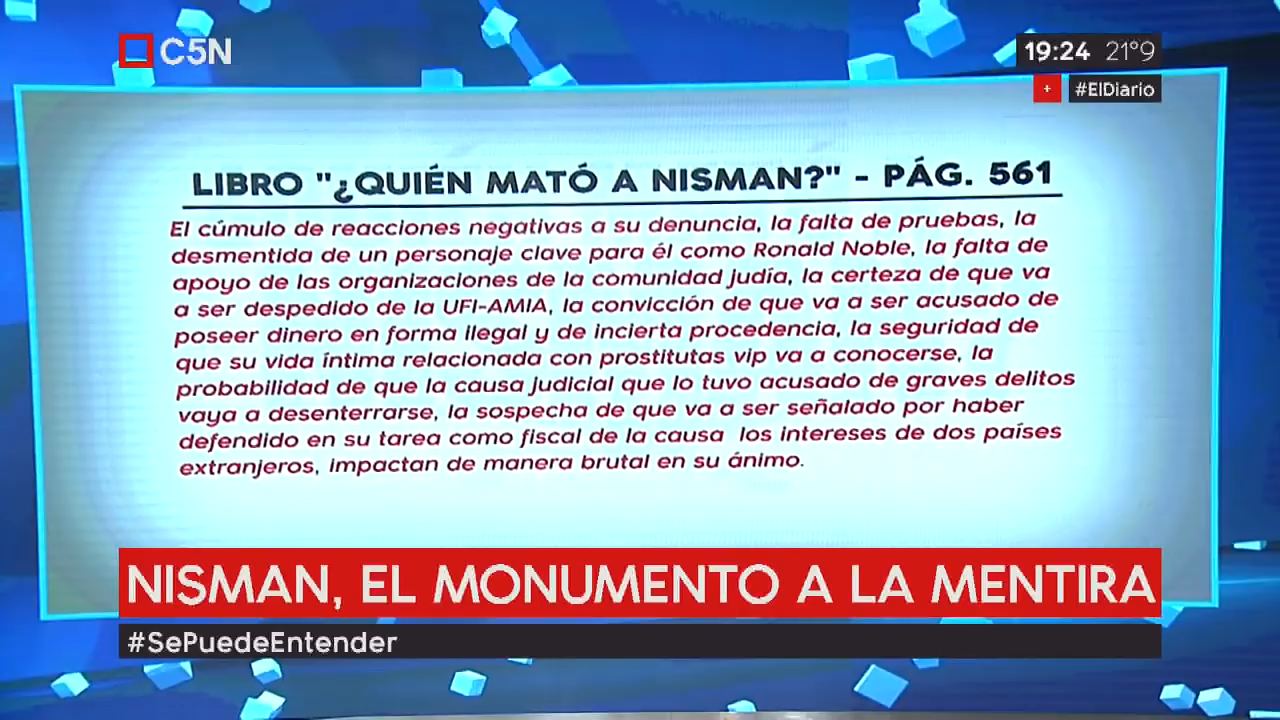 C5N
19:24 21°9
+ #ElDiario
LIBRO "¿QUIÉN MATÓ A NISMAN?" - PÁG. 561
El cúmulo de reacciones negativas a su denuncia, la falta de pruebas, la
desmentida de un personaje clave para él como Ronald Noble, la falta de
apoyo de las organizaciones de la comunidad judía, la certeza de que va
a ser despedido de la UFI-AMIA, la convicción de que va a ser acusado de
poseer dinero en forma ilegal y de incierta procedencia, la seguridad de
que su vida íntima relacionada con prostitutas vip va a conocerse, la
probabilidad de que la causa judicial que lo tuvo acusado de graves delitos
vaya a desenterrarse, la sospecha de que va a ser señalado por haber
defendido en su tarea como fiscal de la causa los intereses de dos países
extranjeros, impactan de manera brutal en su ánimo.
NISMAN, EL MONUMENTO A LA MENTIRA
#SePuedeEntender